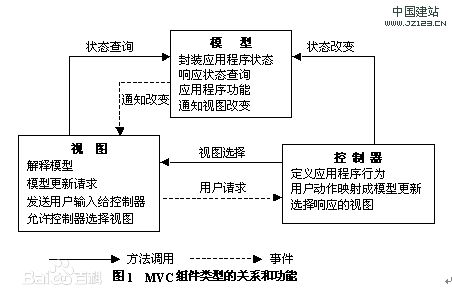 中国建站
WWW.JZ123.CN
模 型
封装应用程序状态
响应状态查询
应用程序功能
通知视图改变
状态查询
状态改变
通知改变
视 图
解释模型
模型更新请求
发送用户输入给控制器
允许控制器选择视图
视图选择
用户请求
控 制 器
定义应用程序行为
用户动作映射成模型更新
选择响应的视图
方法调用
事件
Bai 百科
图1 MVC组件类型的关系和功能